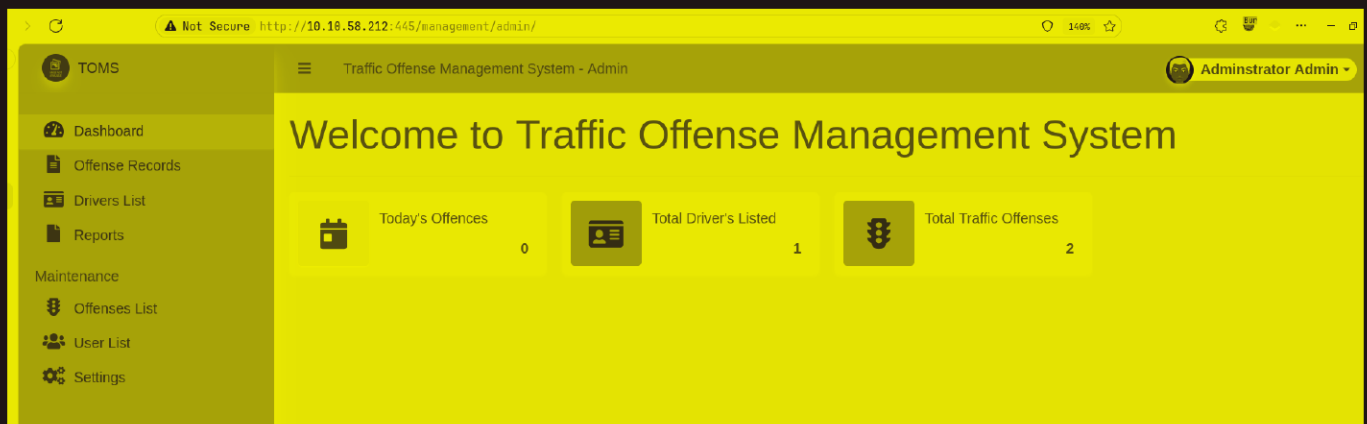 Not Secure http://10.10.58.212:445/management/admin/ 140%
TOMS
Traffic Offense Management System - Admin
Adminstrator Admin
Dashboard
Offense Records
Drivers List
Reports
Maintenance
Offenses List
User List
Settings
Welcome to Traffic Offense Management System
Today's Offences
0
Total Driver's Listed
1
Total Traffic Offenses
2